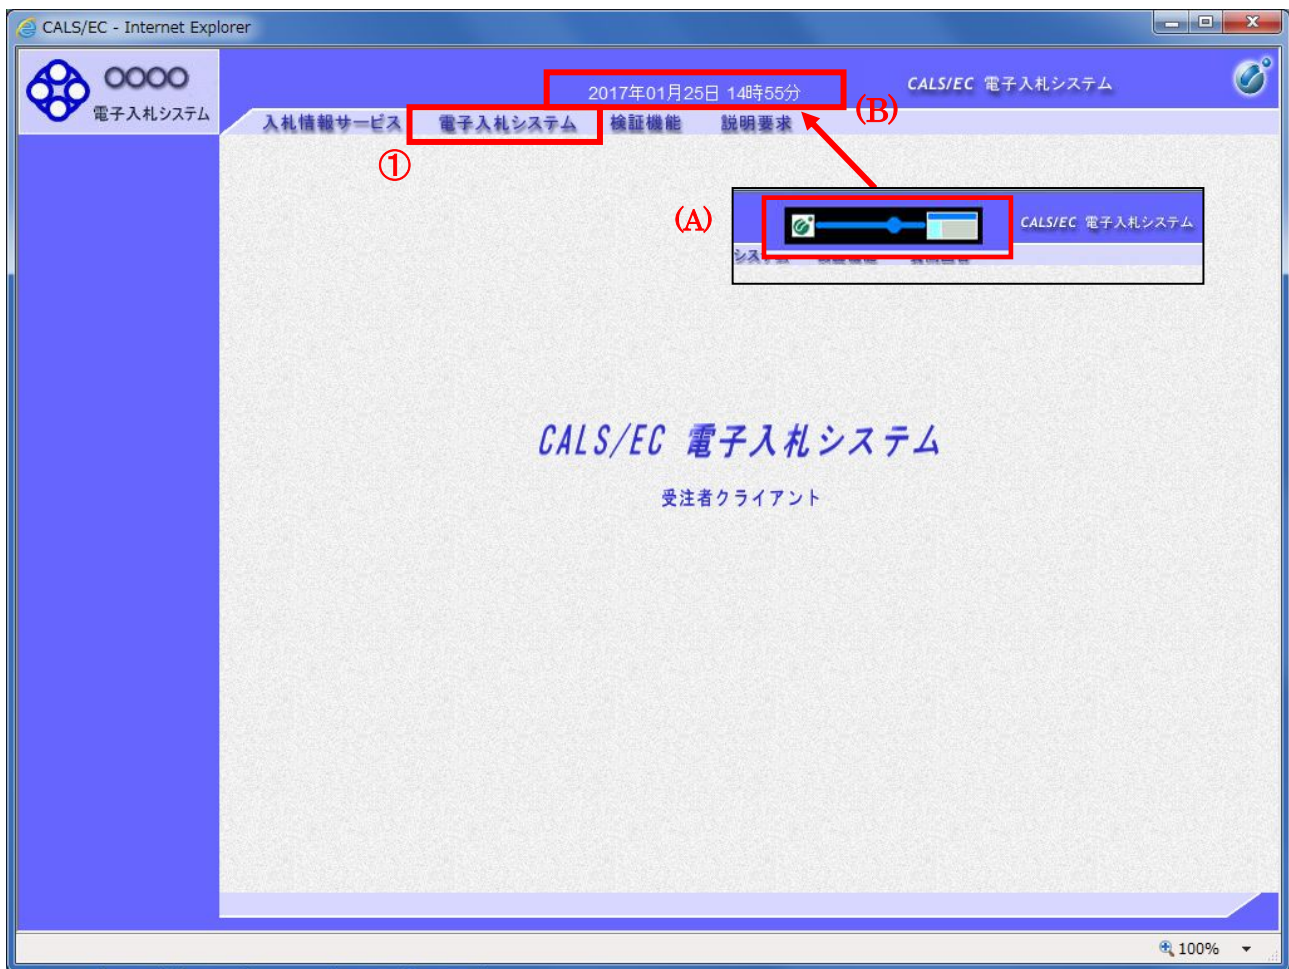 CALS/EC - Internet Explorer
○○○○
電子入札システム
2017年01月25日 14時55分
CALS/EC 電子入札システム
(B)
入札情報サービス 電子入札システム 検証機能 説明要求
①
(A)
CALS/EC 電子入札システム
CALS/EC 電子入札システム
受注者クライアント
100%